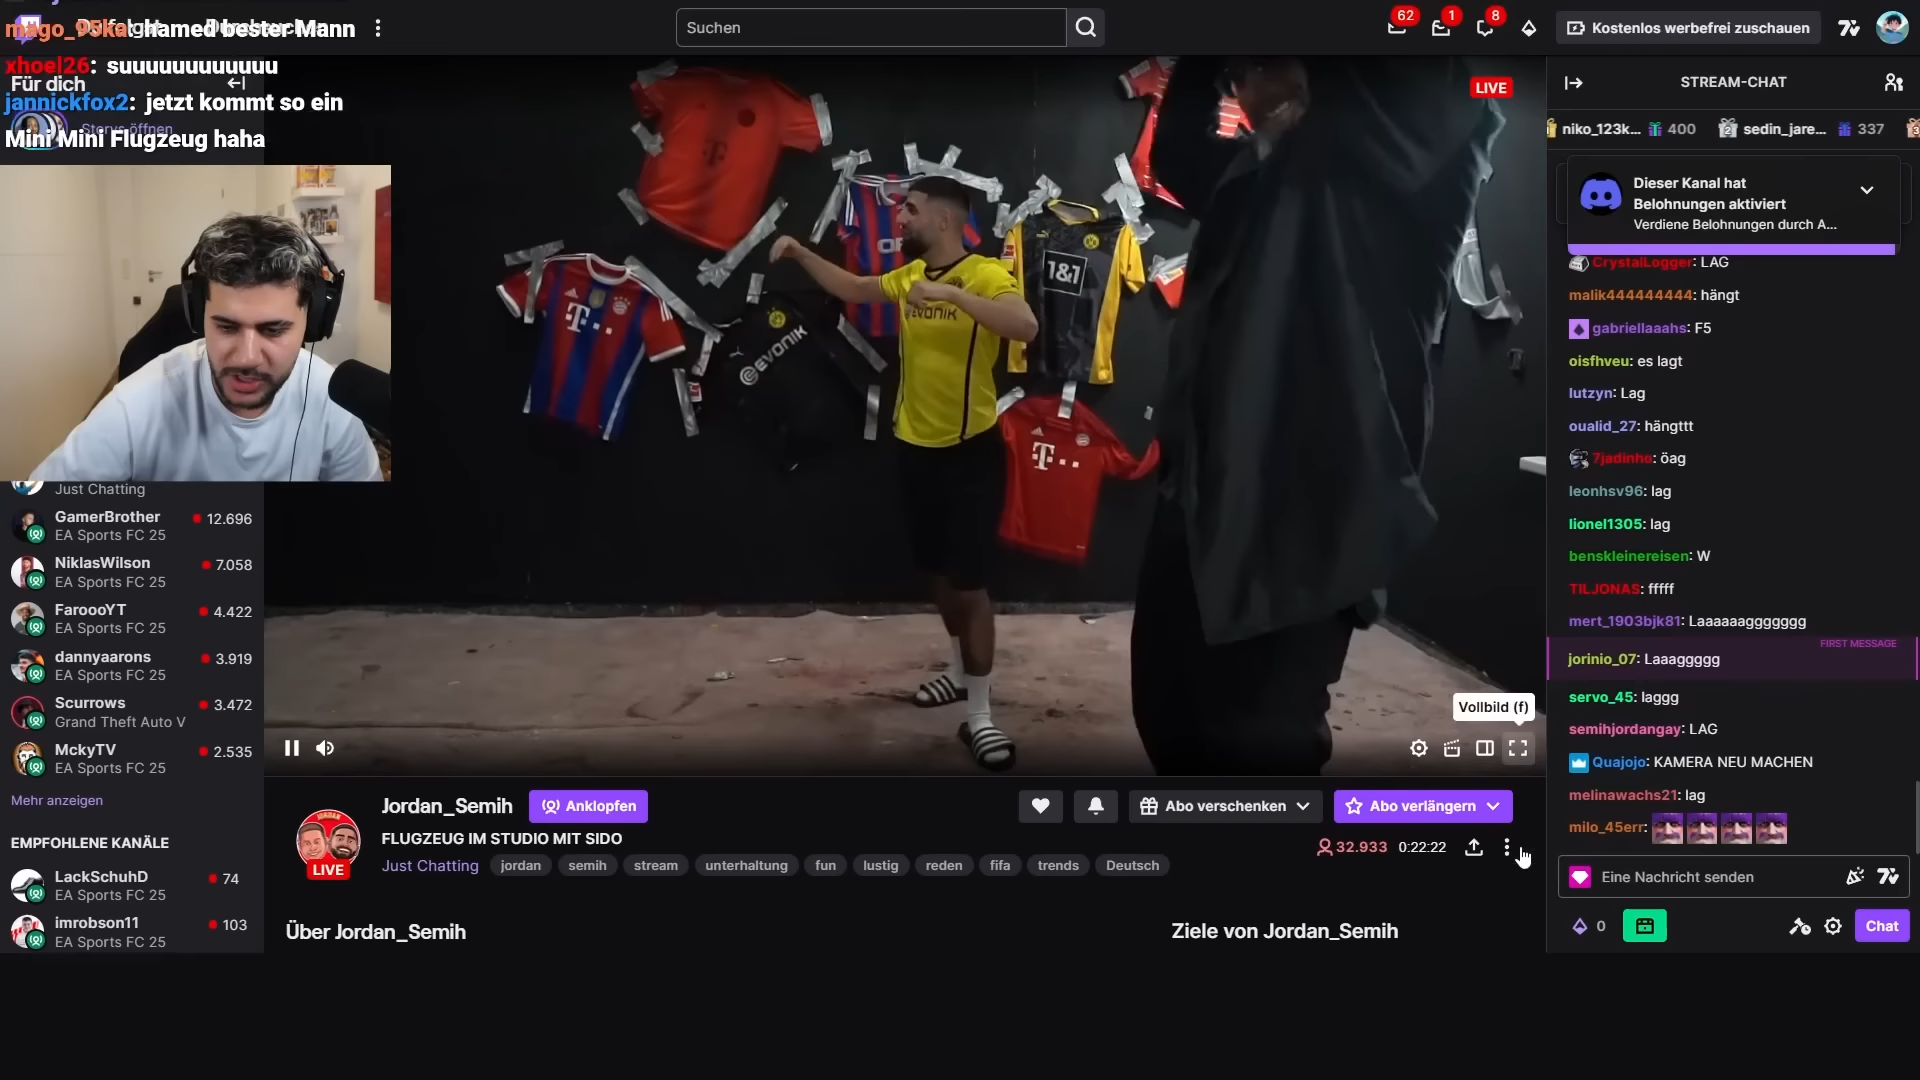 mago_95ka: hamed bester Mann
xhoel26: suuuuuuuuuuuu
jannickfox2: jetzt kommt so ein
Mini Mini Flugzeug haha
Für dich
Storys öffnen
Suchen
62
1
8
Kostenlos werbefrei zuschauen
Just Chatting
GamerBrother
12.696
EA Sports FC 25
NiklasWilson
7.058
EA Sports FC 25
FaroooYT
4.422
EA Sports FC 25
dannyaarons
3.919
EA Sports FC 25
Scurrows
3.472
Grand Theft Auto V
MckyTV
2.535
EA Sports FC 25
Mehr anzeigen
EMPFOHLENE KANÄLE
LackSchuhD
74
EA Sports FC 25
imrobson11
103
EA Sports FC 25
LIVE
T
T
EVONIK
EVONIK
1&1
T
Vollbild (f)
LIVE
Jordan_Semih
Anklopfen
Abo verschenken
Abo verlängern
FLUGZEUG IM STUDIO MIT SIDO
32.933
0:22:22
Just Chatting
jordan
semih
stream
unterhaltung
fun
lustig
reden
fifa
trends
Deutsch
Über Jordan_Semih
Ziele von Jordan_Semih
STREAM-CHAT
niko_123k...
400
sedin_jare...
337
Dieser Kanal hat
Belohnungen aktiviert
Verdiene Belohnungen durch A...
CrystalLogger: LAG
malik444444444: hängt
gabriellaaahs: F5
oisfhveu: es lagt
lutzyn: Lag
oualid_27: hängttt
7jadinho: öag
leonhsv96: lag
lionel1305: lag
benskleinereisen: W
TILJONAS: fffff
mert_1903bjk81: Laaaaaaggggggg
FIRST MESSAGE
jorinio_07: Laaaggggg
servo_45: laggg
semihjordangay: LAG
Quajojo: KAMERA NEU MACHEN
melinawachs21: lag
milo_45err:
Eine Nachricht senden
0
Chat